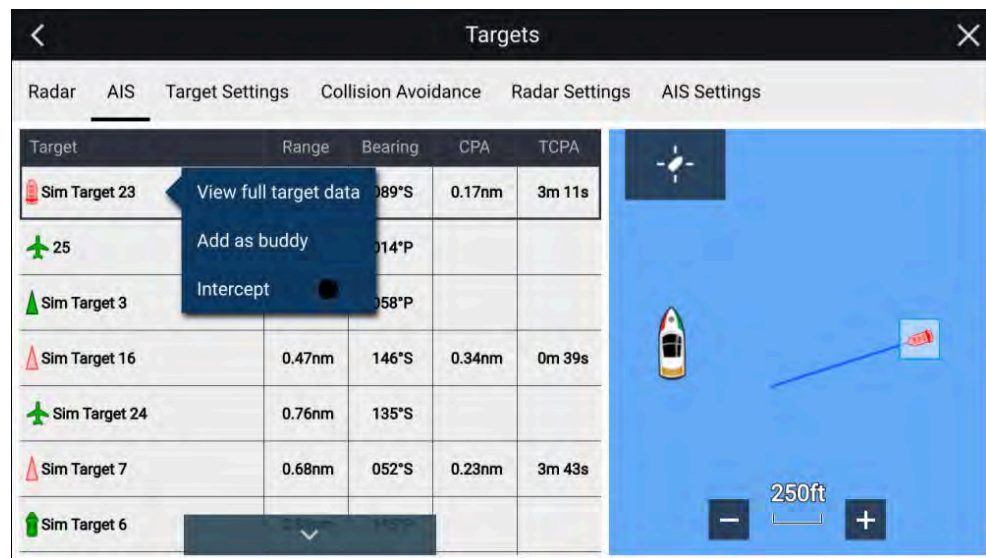 Targets
Radar AIS Target Settings Collision Avoidance Radar Settings AIS Settings
Target Range Bearing CPA TCPA
Sim Target 23 089°S 0.17nm 3m 11s
View full target data
25 014°P
Add as buddy
Sim Target 3 058°P
Intercept
Sim Target 16 0.47nm 146°S 0.34nm 0m 39s
Sim Target 24 0.76nm 135°S
Sim Target 7 0.68nm 052°S 0.23nm 3m 43s
Sim Target 6
250ft